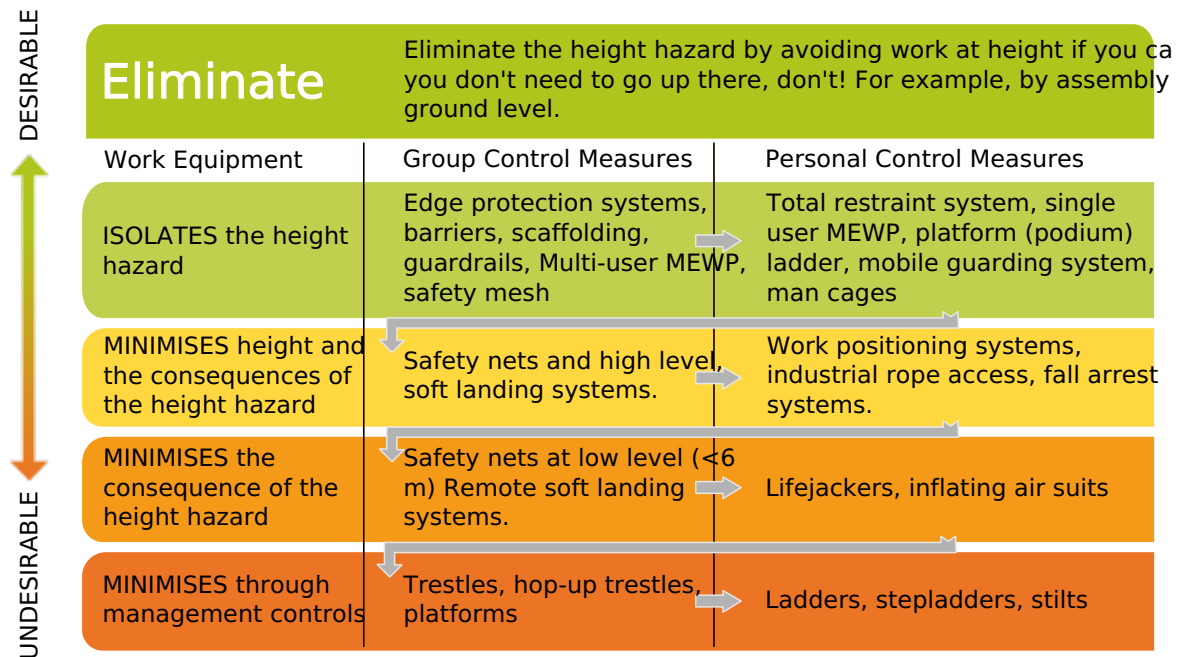 DESIRABLE
Eliminate
Eliminate the height hazard by avoiding work at height if you ca
you don't need to go up there, don't! For example, by assembly
ground level.
Work Equipment
Group Control Measures
Personal Control Measures
ISOLATES the height
hazard
Edge protection systems,
barriers, scaffolding,
guardrails, Multi-user MEWP,
safety mesh
Total restraint system, single
user MEWP, platform (podium)
ladder, mobile guarding system,
man cages
MINIMISES height and
the consequences of
the height hazard
Safety nets and high level,
soft landing systems.
Work positioning systems,
industrial rope access, fall arrest
systems.
MINIMISES the
consequence of the
height hazard
Safety nets at low level (<6
m) Remote soft landing
systems.
Lifejackers, inflating air suits
MINIMISES through
management controls
Trestles, hop-up trestles,
platforms
Ladders, stepladders, stilts
UNDESIRABLE